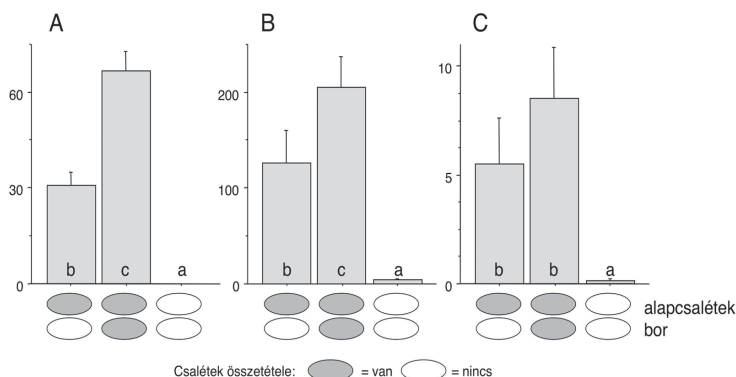 A
B
C
60
30
0
b
c
a
200
100
0
b
c
a
10
5
0
b
b
a
alapcsalétek
bor
Csalétek összetétele: = van = nincs